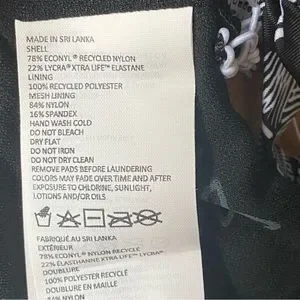 MADE IN SRI LANKA
SHELL
78% ECONYL® RECYCLED NYLON
22% LYCRA® XTRA LIFE™ ELASTANE
LINING
100% RECYCLED POLYESTER
MESH LINING
84% NYLON
16% SPANDEX
HAND WASH COLD
DO NOT BLEACH
DRY FLAT
DO NOT IRON
DO NOT DRY CLEAN
REMOVE PADS BEFORE LAUNDERING
COLORS MAY FADE OVER TIME AND AFTER
EXPOSURE TO CHLORINE, SUNLIGHT,
LOTIONS AND/OR OILS
FABRIQUÉ AU SRI LANKA
EXTÉRIEUR
78% ECONYL® NYLON RECYCLÉ
22% ÉLASTHANNE XTRA LIFE™ LYCRA®
DOUBLURE
100% POLYESTER RECYCLÉ
DOUBLURE EN MAILLE
84% NYLON